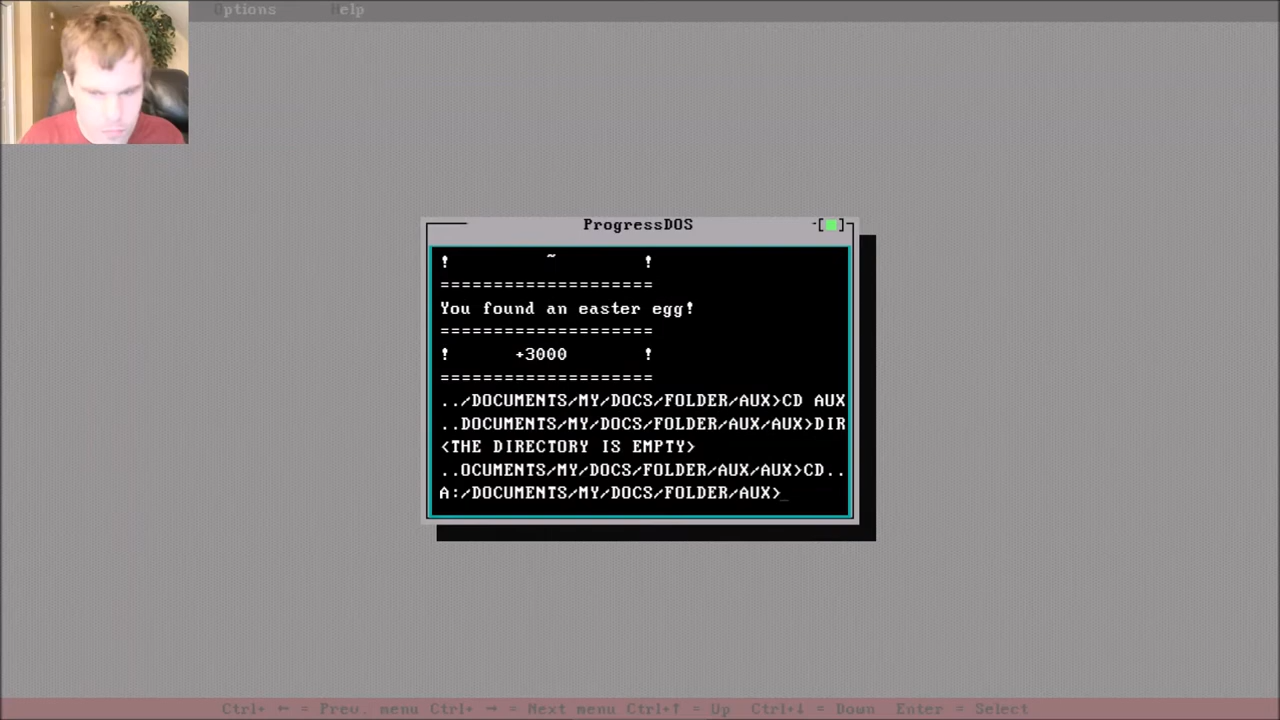 Options Help
ProgressDOS
[■]
! ~ !
====================
You found an easter egg!
====================
! +3000 !
====================
../DOCUMENTS/MY/DOCS/FOLDER/AUX>CD AUX
..DOCUMENTS/MY/DOCS/FOLDER/AUX/AUX>DIR
<THE DIRECTORY IS EMPTY>
..OCUMENTS/MY/DOCS/FOLDER/AUX/AUX>CD..
A:/DOCUMENTS/MY/DOCS/FOLDER/AUX>_
Ctrl+ ← = Prev. menu Ctrl+ → = Next menu Ctrl+↑ = Up Ctrl+↓ = Down Enter = Select